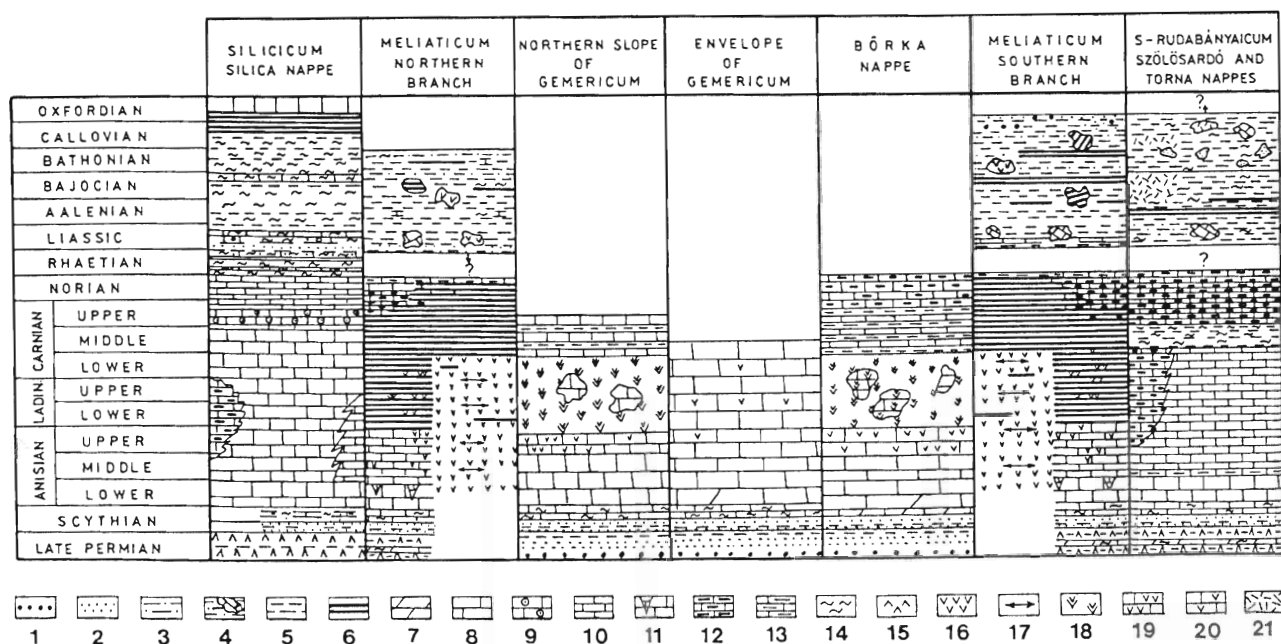 SILICICUM
SILICA NAPPE
MELIATICUM
NORTHERN
BRANCH
NORTHERN SLOPE
OF
GEMERICUM
ENVELOPE
OF
GEMERICUM
BÔRKA
NAPPE
MELIATICUM
SOUTHERN
BRANCH
S-RUDABÁNYAICUM
SZÖLÖSARDÓ AND
TORNA NAPPES
OXFORDIAN
CALLOVIAN
BATHONIAN
BAJOCIAN
AALENIAN
LIASSIC
RHAETIAN
NORIAN
CARNIAN
UPPER
MIDDLE
LOWER
LADIN.
UPPER
LOWER
ANISIAN
UPPER
MIDDLE
LOWER
SCYTHIAN
LATE PERMIAN
?
?
?
1 2 3 4 5 6 7 8 9 10 11 12 13 14 15 16 17 18 19 20 21